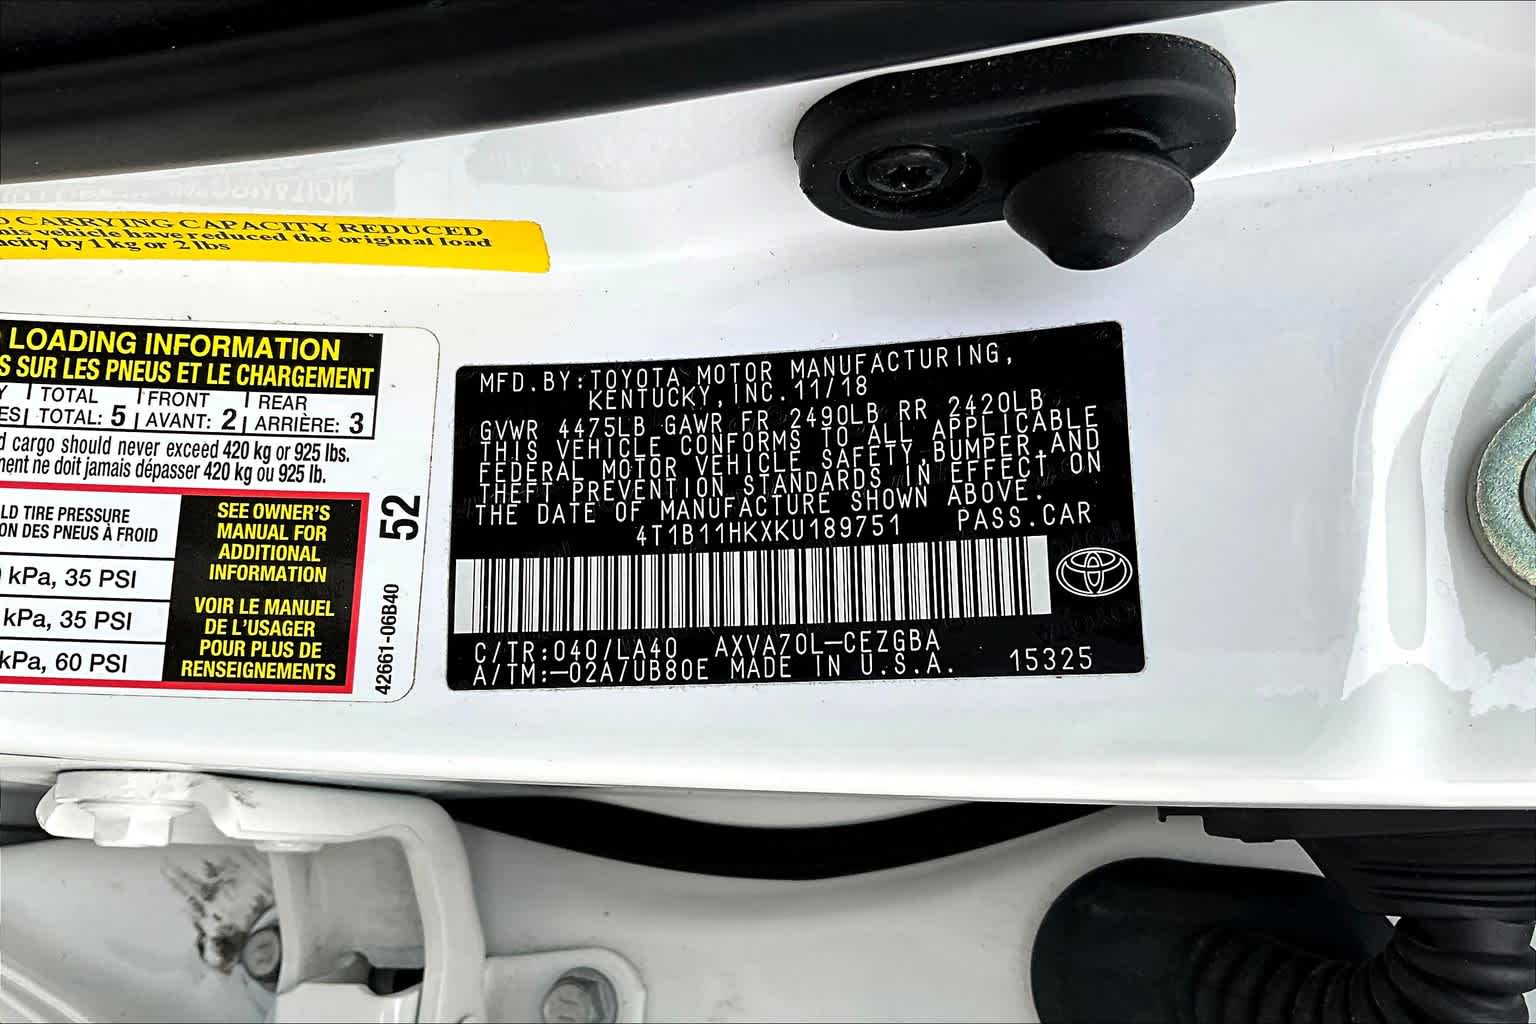 CARRYING CAPACITY REDUCED
this vehicle have reduced the original load
by 1 kg or 2 lbs
LOADING INFORMATION
SUR LES PNEUS ET LE CHARGEMENT
TOTAL FRONT REAR
TOTAL: 5 AVANT: 2 ARRIÈRE: 3
cargo should never exceed 420 kg or 925 lbs.
ne doit jamais dépasser 420 kg ou 925 lb.
TIRE PRESSURE
DES PNEUS À FROID
kPa, 35 PSI
kPa, 35 PSI
kPa, 60 PSI
SEE OWNER'S
MANUAL FOR
ADDITIONAL
INFORMATION
VOIR LE MANUEL
DE L'USAGER
POUR PLUS DE
RENSEIGNEMENTS
52
42661-06B40
MFD.BY:TOYOTA MOTOR MANUFACTURING,
KENTUCKY, INC. 11/18
GVWR 4475LB GAWR FR 2490LB RR 2420LB
THIS VEHICLE CONFORMS TO ALL APPLICABLE
FEDERAL MOTOR VEHICLE SAFETY, BUMPER, AND
THEFT PREVENTION STANDARDS IN EFFECT ON
THE DATE OF MANUFACTURE SHOWN ABOVE.
4T1B11HKXKU189751 PASS.CAR
C/TR:040/LA40 AXVA70L-CEZGBA
A/TM:-02A/UB80E MADE IN U.S.A. 15325